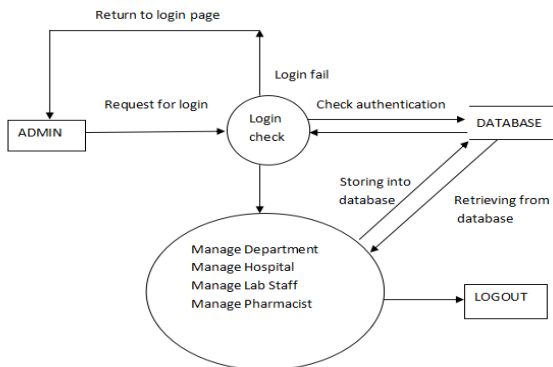 Return to login page
Login fail
Request for login
Check authentication
ADMIN
Login
check
DATABASE
Storing into
database
Retrieving from
database
Manage Department
Manage Hospital
Manage Lab Staff
Manage Pharmacist
LOGOUT